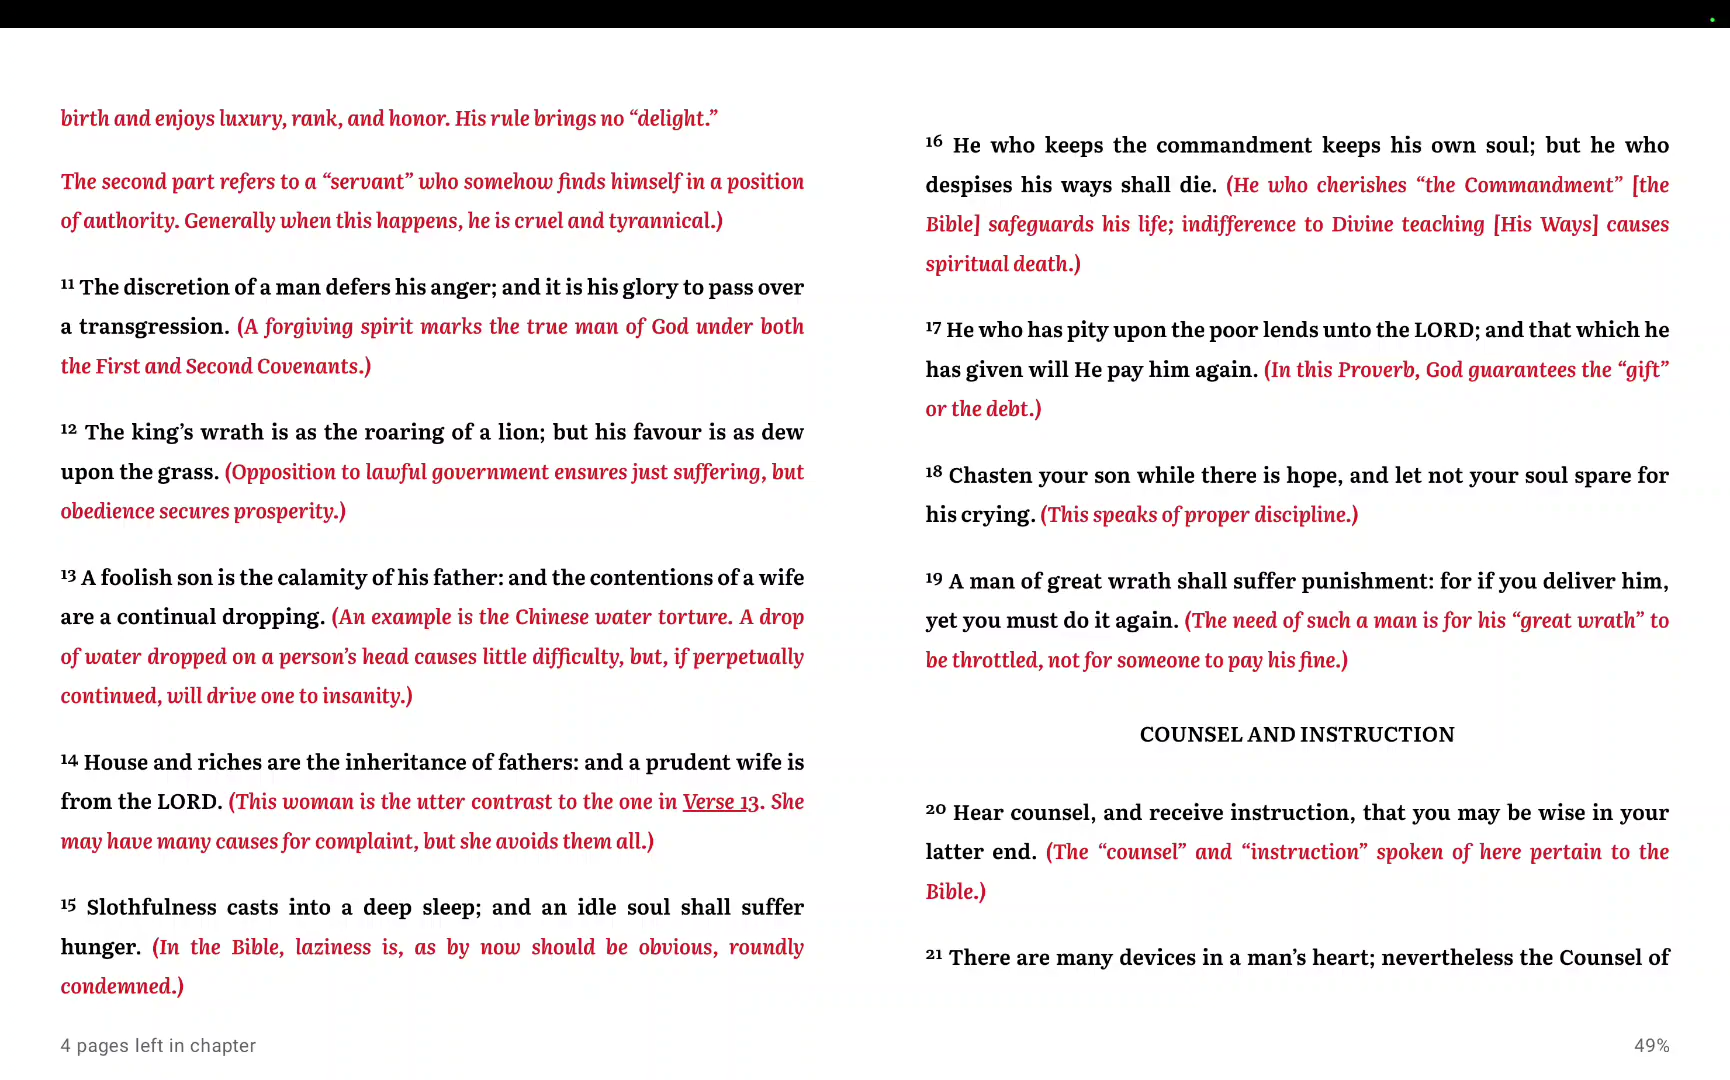 birth and enjoys luxury, rank, and honor. His rule brings no “delight.”
The second part refers to a “servant” who somehow finds himself in a position
of authority. Generally when this happens, he is cruel and tyrannical.)
¹¹ The discretion of a man defers his anger; and it is his glory to pass over
a transgression. (A forgiving spirit marks the true man of God under both
the First and Second Covenants.)
¹² The king’s wrath is as the roaring of a lion; but his favour is as dew
upon the grass. (Opposition to lawful government ensures just suffering, but
obedience secures prosperity.)
¹³ A foolish son is the calamity of his father: and the contentions of a wife
are a continual dropping. (An example is the Chinese water torture. A drop
of water dropped on a person’s head causes little difficulty, but, if perpetually
continued, will drive one to insanity.)
¹⁴ House and riches are the inheritance of fathers: and a prudent wife is
from the LORD. (This woman is the utter contrast to the one in Verse 13. She
may have many causes for complaint, but she avoids them all.)
¹⁵ Slothfulness casts into a deep sleep; and an idle soul shall suffer
hunger. (In the Bible, laziness is, as by now should be obvious, roundly
condemned.)
¹⁶ He who keeps the commandment keeps his own soul; but he who
despises his ways shall die. (He who cherishes “the Commandment” [the
Bible] safeguards his life; indifference to Divine teaching [His Ways] causes
spiritual death.)
¹⁷ He who has pity upon the poor lends unto the LORD; and that which he
has given will He pay him again. (In this Proverb, God guarantees the “gift”
or the debt.)
¹⁸ Chasten your son while there is hope, and let not your soul spare for
his crying. (This speaks of proper discipline.)
¹⁹ A man of great wrath shall suffer punishment: for if you deliver him,
yet you must do it again. (The need of such a man is for his “great wrath” to
be throttled, not for someone to pay his fine.)
COUNSEL AND INSTRUCTION
²⁰ Hear counsel, and receive instruction, that you may be wise in your
latter end. (The “counsel” and “instruction” spoken of here pertain to the
Bible.)
²¹ There are many devices in a man’s heart; nevertheless the Counsel of
4 pages left in chapter
49%